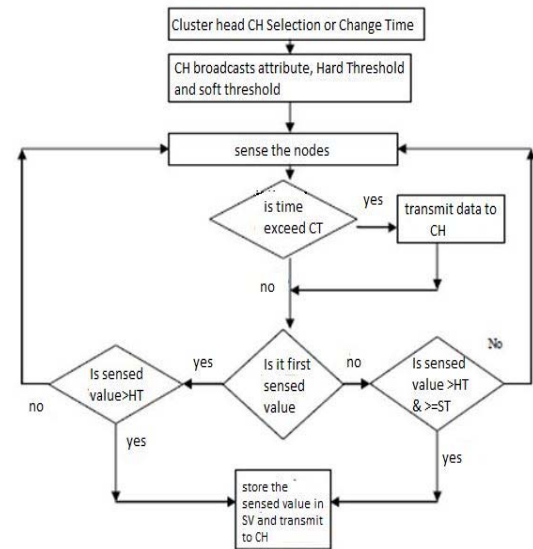 Cluster head CH Selection or Change Time
CH broadcasts attribute, Hard Threshold
and soft threshold
sense the nodes
is time
exceed CT
yes
transmit data to
CH
no
Is it first
sensed
value
yes
no
Is sensed
value>HT
no
yes
Is sensed
value >HT
& >=ST
No
yes
store the
sensed value in
SV and transmit
to CH